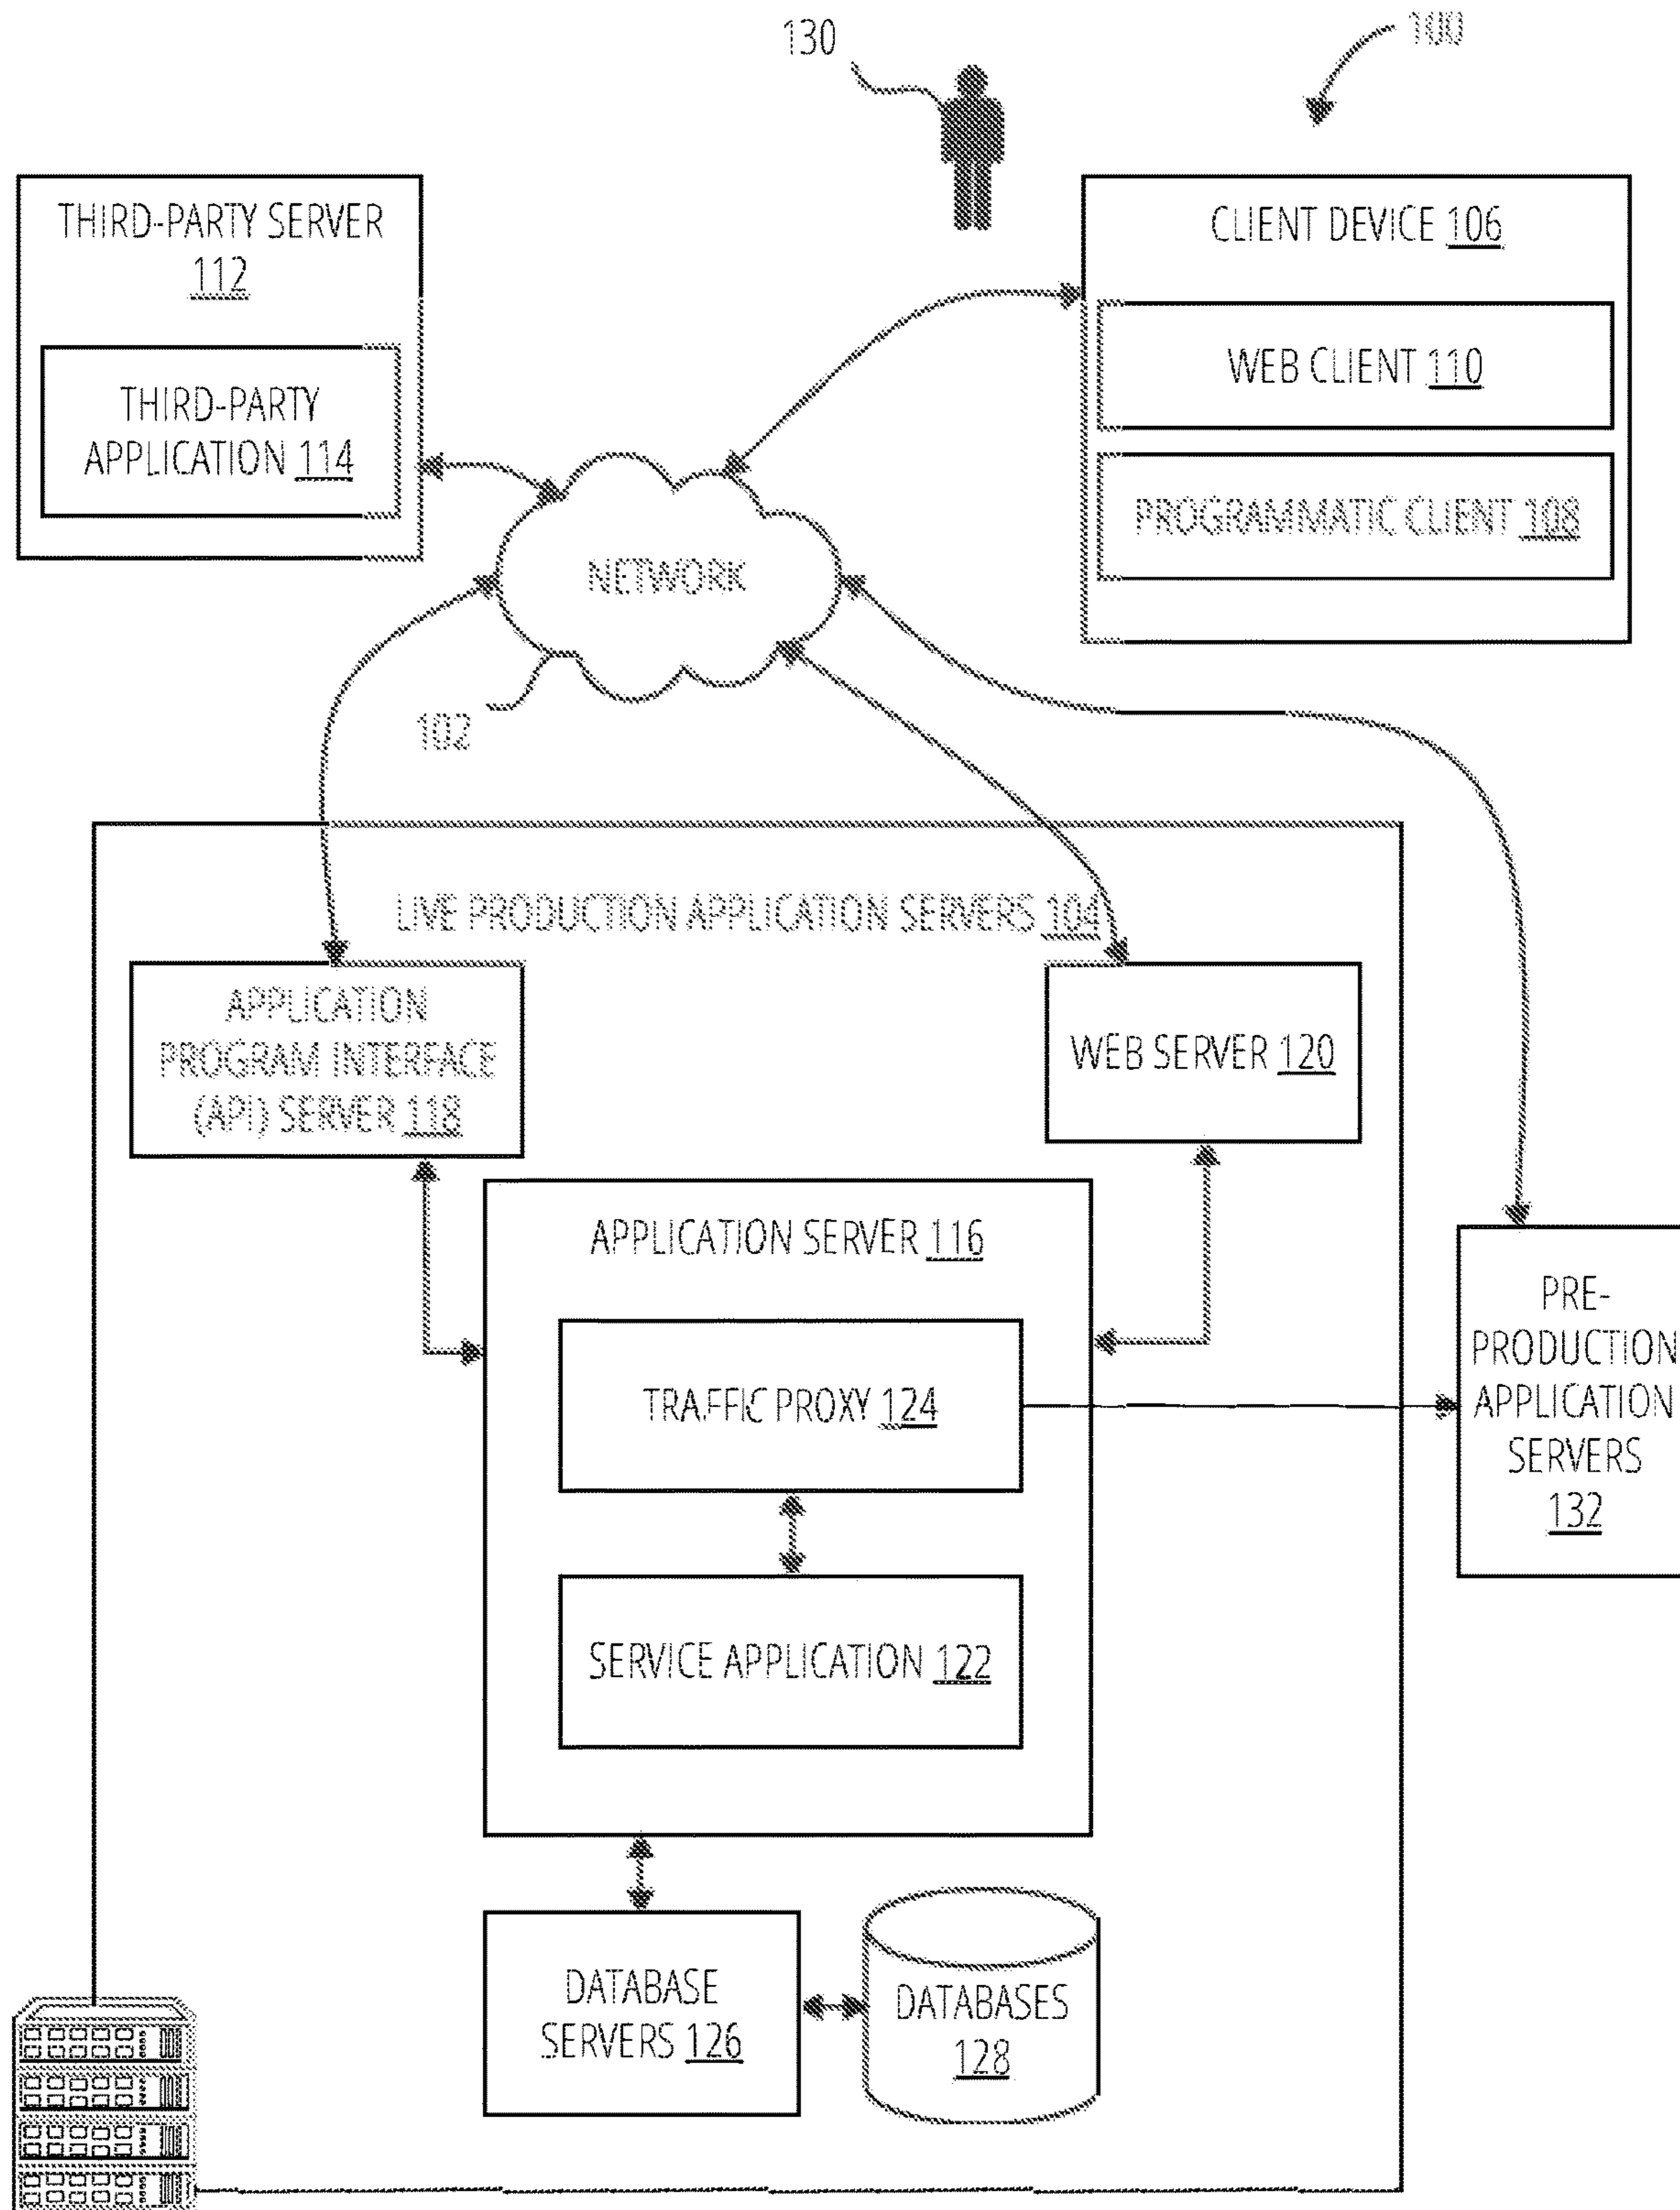 130
100
THIRD-PARTY SERVER
112
THIRD-PARTY
APPLICATION 114
CLIENT DEVICE 106
WEB CLIENT 110
PROGRAMMATIC CLIENT 108
NETWORK
102
LIVE PRODUCTION APPLICATION SERVERS 104
APPLICATION
PROGRAM INTERFACE
(API) SERVER 118
WEB SERVER 120
APPLICATION SERVER 116
TRAFFIC PROXY 124
SERVICE APPLICATION 122
PRE-
PRODUCTION
APPLICATION
SERVERS
132
DATABASE
SERVERS 126
DATABASES
128